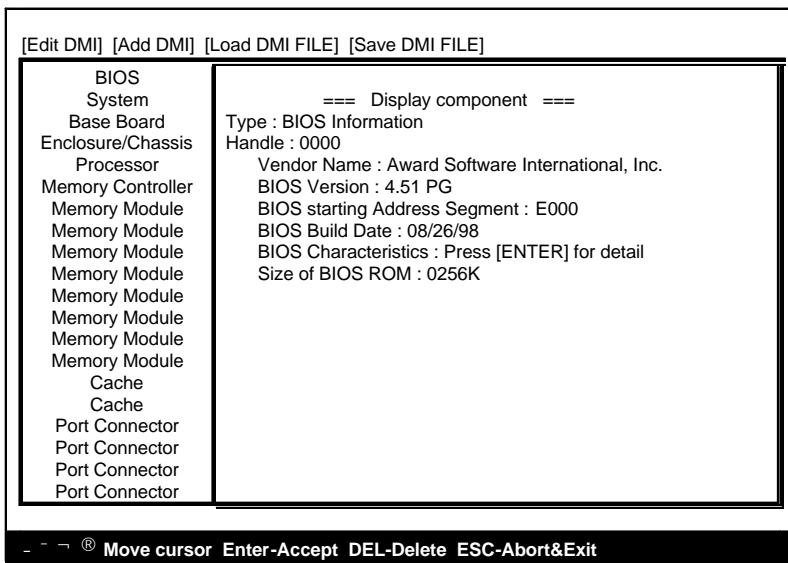 [Edit DMI] [Add DMI] [Load DMI FILE] [Save DMI FILE]
BIOS
System
Base Board
Enclosure/Chassis
Processor
Memory Controller
Memory Module
Memory Module
Memory Module
Memory Module
Memory Module
Memory Module
Memory Module
Memory Module
Cache
Cache
Port Connector
Port Connector
Port Connector
Port Connector
=== Display component ===
Type : BIOS Information
Handle : 0000
Vendor Name : Award Software International, Inc.
BIOS Version : 4.51 PG
BIOS starting Address Segment : E000
BIOS Build Date : 08/26/98
BIOS Characteristics : Press [ENTER] for detail
Size of BIOS ROM : 0256K
_ - ¬ ® Move cursor Enter-Accept DEL-Delete ESC-Abort&Exit